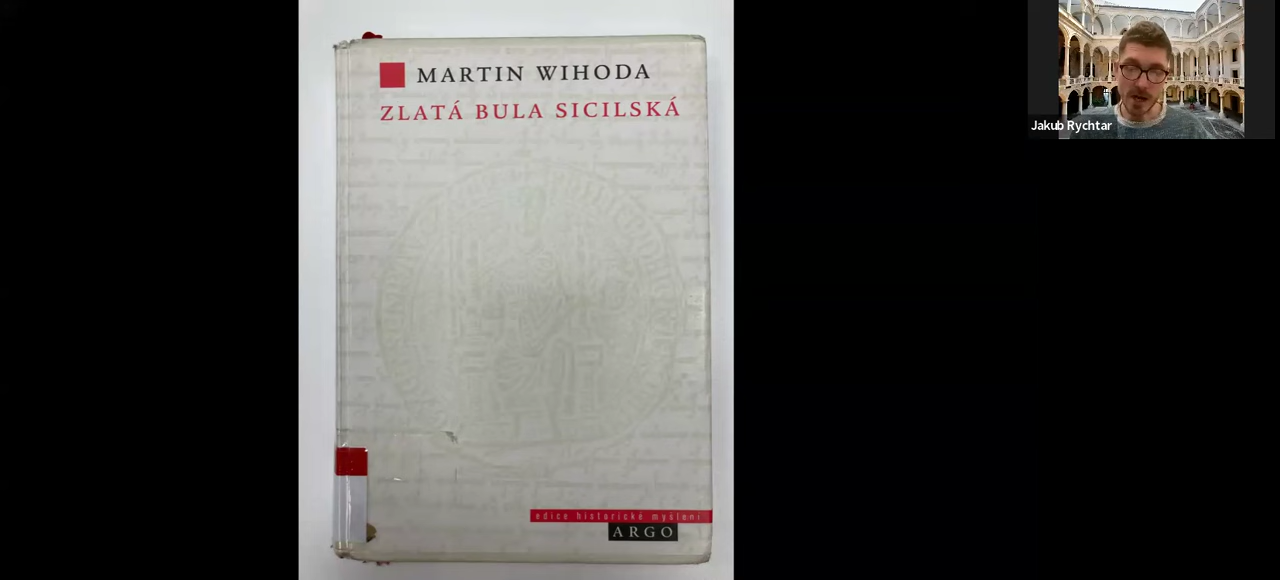 MARTIN WIHODA
ZLATÁ BULA SICILSKÁ
edice historické myšlení
ARGO
Jakub Rychtar